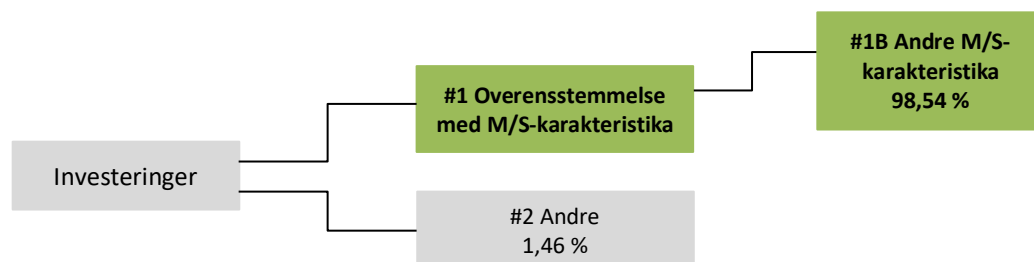 Investeringer
#1 Overensstemmelse
med M/S-karakteristika
#2 Andre
1,46 %
#1B Andre M/S-
karakteristika
98,54 %